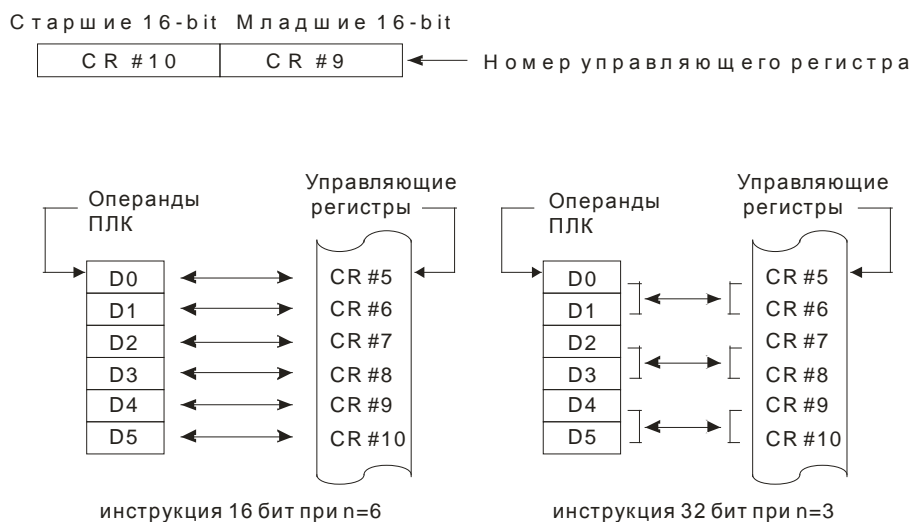 Старшие 16-bit Младшие 16-bit
CR #10 CR #9
Номер управляющего регистра
Операнды ПЛК
Управляющие регистры
D0 CR #5
D1 CR #6
D2 CR #7
D3 CR #8
D4 CR #9
D5 CR #10
инструкция 16 бит при n=6
Операнды ПЛК
Управляющие регистры
D0 CR #5
D1 CR #6
D2 CR #7
D3 CR #8
D4 CR #9
D5 CR #10
инструкция 32 бит при n=3